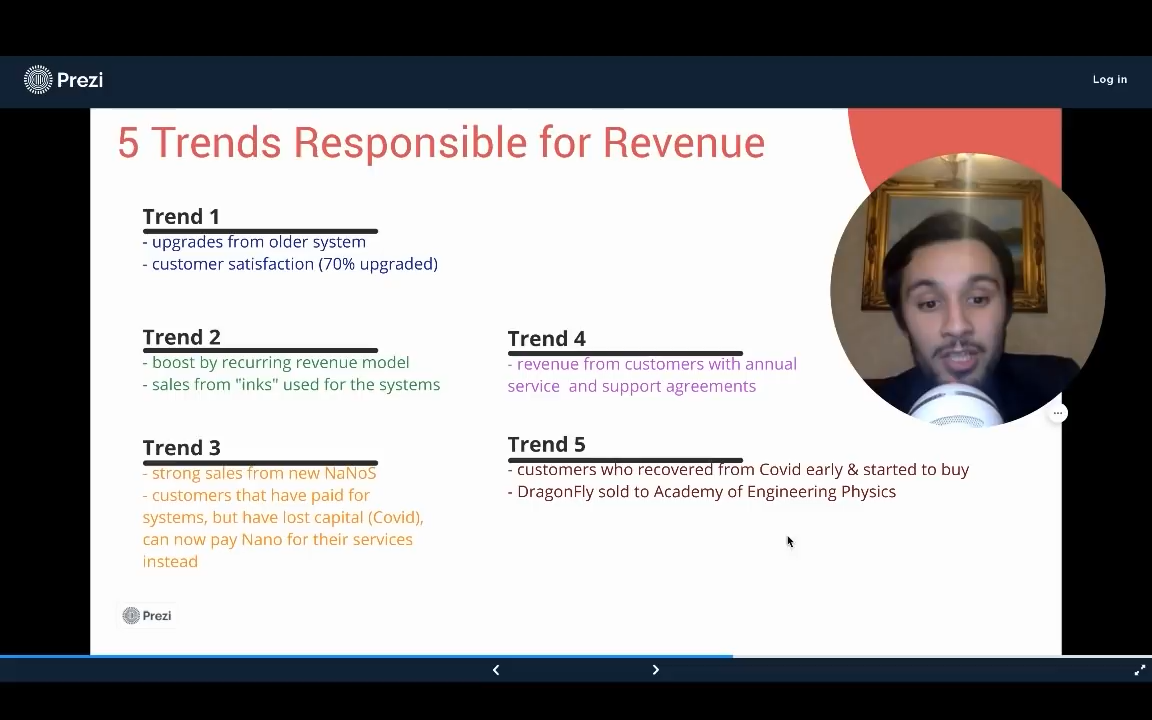 Prezi
Log in
5 Trends Responsible for Revenue
Trend 1
- upgrades from older system
- customer satisfaction (70% upgraded)
Trend 2
- boost by recurring revenue model
- sales from "inks" used for the systems
Trend 3
- strong sales from new NaNoS
- customers that have paid for
systems, but have lost capital (Covid),
can now pay Nano for their services
instead
Trend 4
- revenue from customers with annual
service and support agreements
Trend 5
- customers who recovered from Covid early & started to buy
- DragonFly sold to Academy of Engineering Physics
Prezi